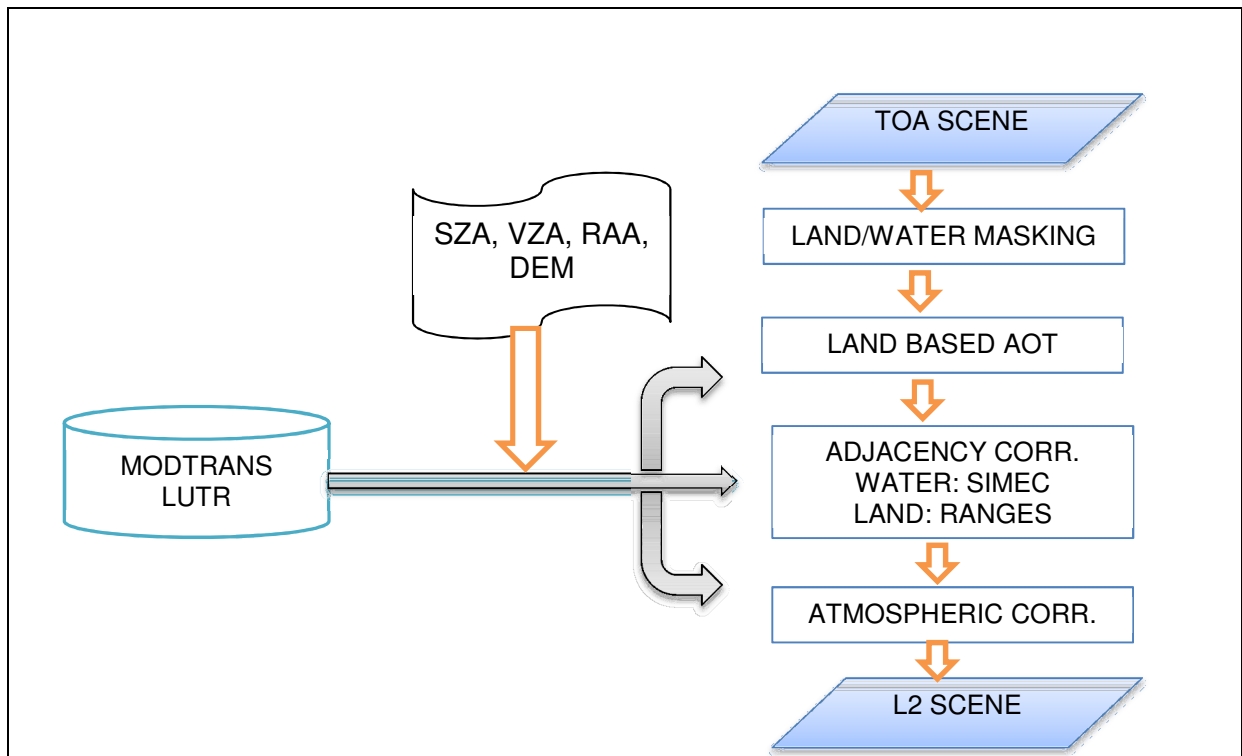 TOA SCENE
SZA, VZA, RAA,
DEM
LAND/WATER MASKING
LAND BASED AOT
MODTRANS
LUTR
ADJACENCY CORR.
WATER: SIMEC
LAND: RANGES
ATMOSPHERIC CORR.
L2 SCENE